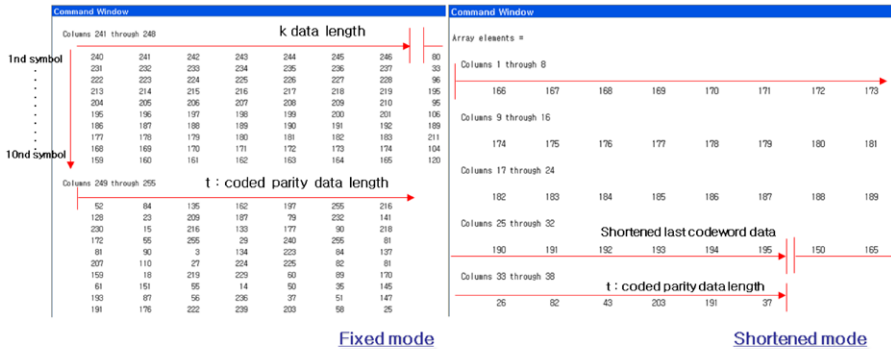 Command Window
Columns 241 through 248
k data length
1nd symbol
10nd symbol
240 241 242 243 244 245 246 80
231 232 233 234 235 236 237 33
222 223 224 225 226 227 228 96
213 214 215 216 217 218 219 195
204 205 206 207 208 209 210 95
195 196 197 198 199 200 201 106
186 187 188 189 190 191 192 189
177 178 179 180 181 182 183 211
168 169 170 171 172 173 174 104
159 160 161 162 163 164 165 120
Columns 249 through 255
t : coded parity data length
52 84 135 162 197 255 216
128 23 209 187 79 232 141
230 15 216 133 177 90 218
172 55 255 29 240 255 81
81 90 3 134 223 84 137
207 110 27 224 225 82 81
159 18 219 229 60 89 170
61 151 55 14 50 35 145
193 87 56 236 37 51 147
191 176 222 239 203 58 25
Fixed mode
Command Window
Array elements =
Columns 1 through 8
166 167 168 169 170 171 172 173
Columns 9 through 16
174 175 176 177 178 179 180 181
Columns 17 through 24
182 183 184 185 186 187 188 189
Columns 25 through 32
Shortened last codeword data
190 191 192 193 194 195 150 165
Columns 33 through 38
t : coded parity data length
26 82 43 203 191 37
Shortened mode